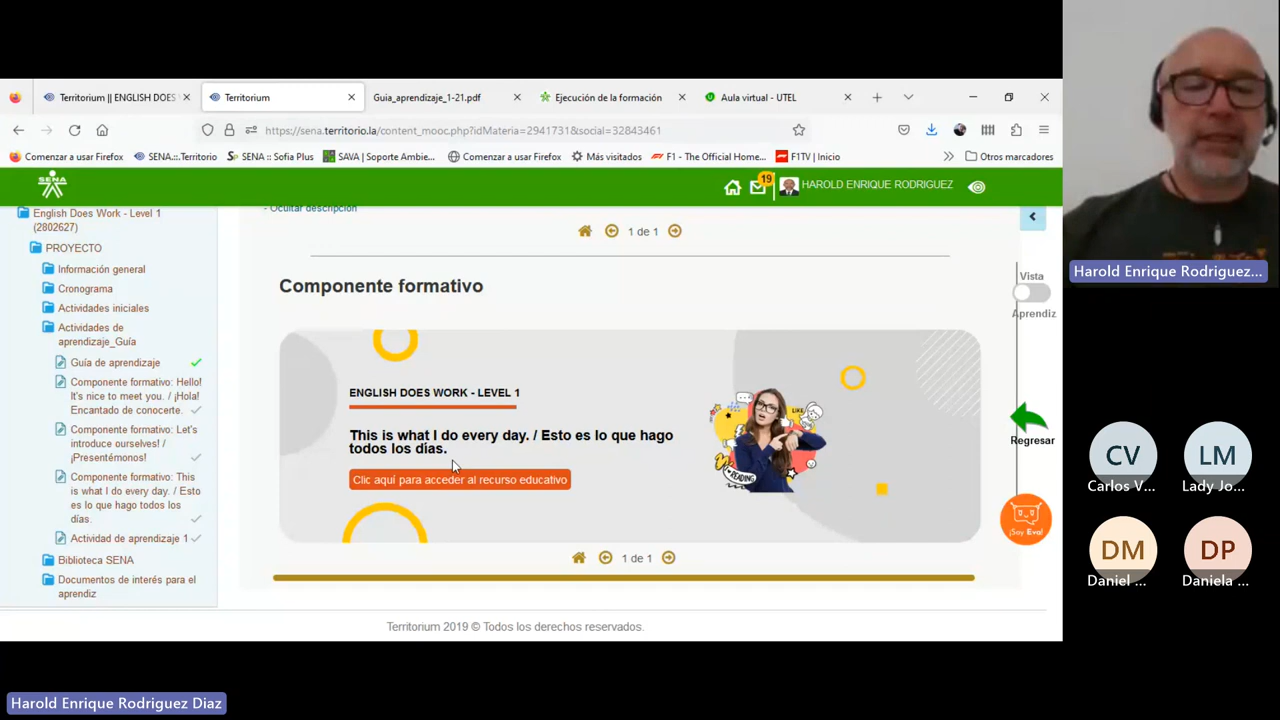 Territorium || ENGLISH DOES
Territorium
Guia_aprendizaje_1-21.pdf
Ejecución de la formación
Aula virtual - UTEL
https://sena.territorio.la/content_mooc.php?idMateria=2941731&social=32843461
Comenzar a usar Firefox
SENA.::.Territorio
SENA :: Sofia Plus
SAVA | Soporte Ambie...
Comenzar a usar Firefox
Más visitados
F1 - The Official Home...
F1TV | Inicio
Otros marcadores
SENA
19
HAROLD ENRIQUE RODRIGUEZ
English Does Work - Level 1
(2802627)
PROYECTO
Información general
Cronograma
Actividades iniciales
Actividades de
aprendizaje_Guía
Guía de aprendizaje
Componente formativo: Hello!
It's nice to meet you. / ¡Hola!
Encantado de conocerte.
Componente formativo: Let's
introduce ourselves! /
¡Presentémonos!
Componente formativo: This
is what I do every day. / Esto
es lo que hago todos los
días.
Actividad de aprendizaje 1
Biblioteca SENA
Documentos de interés para el
aprendiz
- Ocultar descripción
1 de 1
Componente formativo
ENGLISH DOES WORK - LEVEL 1
This is what I do every day. / Esto es lo que hago
todos los días.
Clic aquí para acceder al recurso educativo
LIKE
READING
1 de 1
Territorium 2019 © Todos los derechos reservados.
Vista
Aprendiz
Regresar
¡Soy Eva!
Harold Enrique Rodriguez...
CV
Carlos V...
LM
Lady Jo...
DM
Daniel ...
DP
Daniela ...
Harold Enrique Rodriguez Diaz